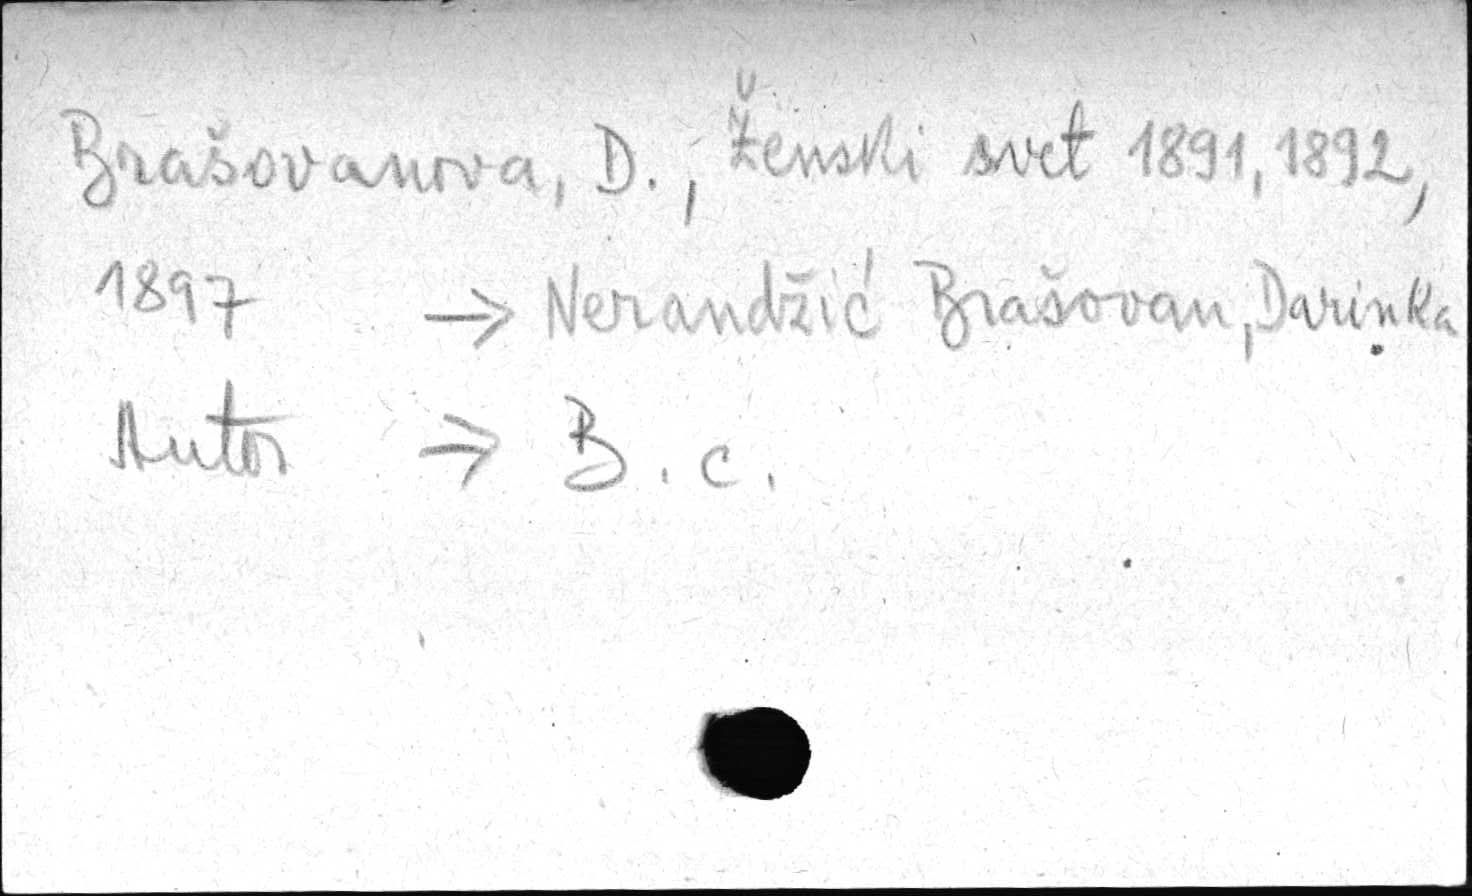 Brašovanova, D., Ženski svet 1891, 1892,
1897 → Nerandžić Brašovan, Darinka
Autor → B. c.